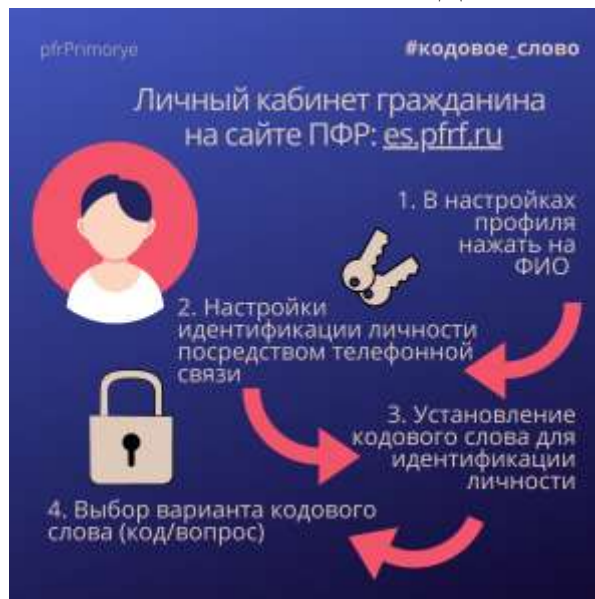 pfrPrimorye
#кодовое_слово
Личный кабинет гражданина
на сайте ПФР: es.pfrf.ru
1. В настройках
профиля
нажать на
ФИО
2. Настройки
идентификации личности
посредством телефонной
связи
3. Установление
кодового слова для
идентификации
личности
4. Выбор варианта кодового
слова (код/вопрос)